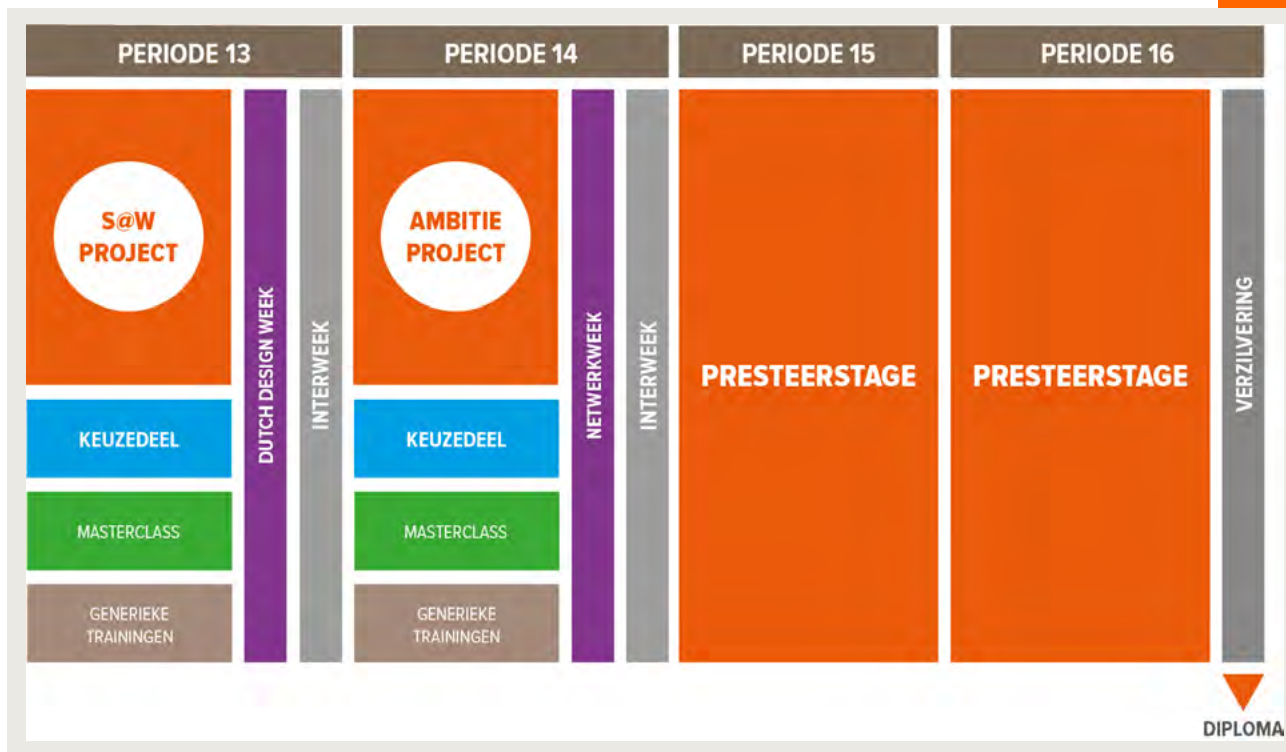 PERIODE 13
S@W
PROJECT
KEUZEDEEL
MASTERCLASS
GENERIEKE
TRAININGEN
DUTCH DESIGN WEEK
INTERWEEK
PERIODE 14
AMBITIE
PROJECT
KEUZEDEEL
MASTERCLASS
GENERIEKE
TRAININGEN
NETWERKWEEK
INTERWEEK
PERIODE 15
PRESTEERSTAGE
PERIODE 16
PRESTEERSTAGE
VERZILVERING
DIPLOMA